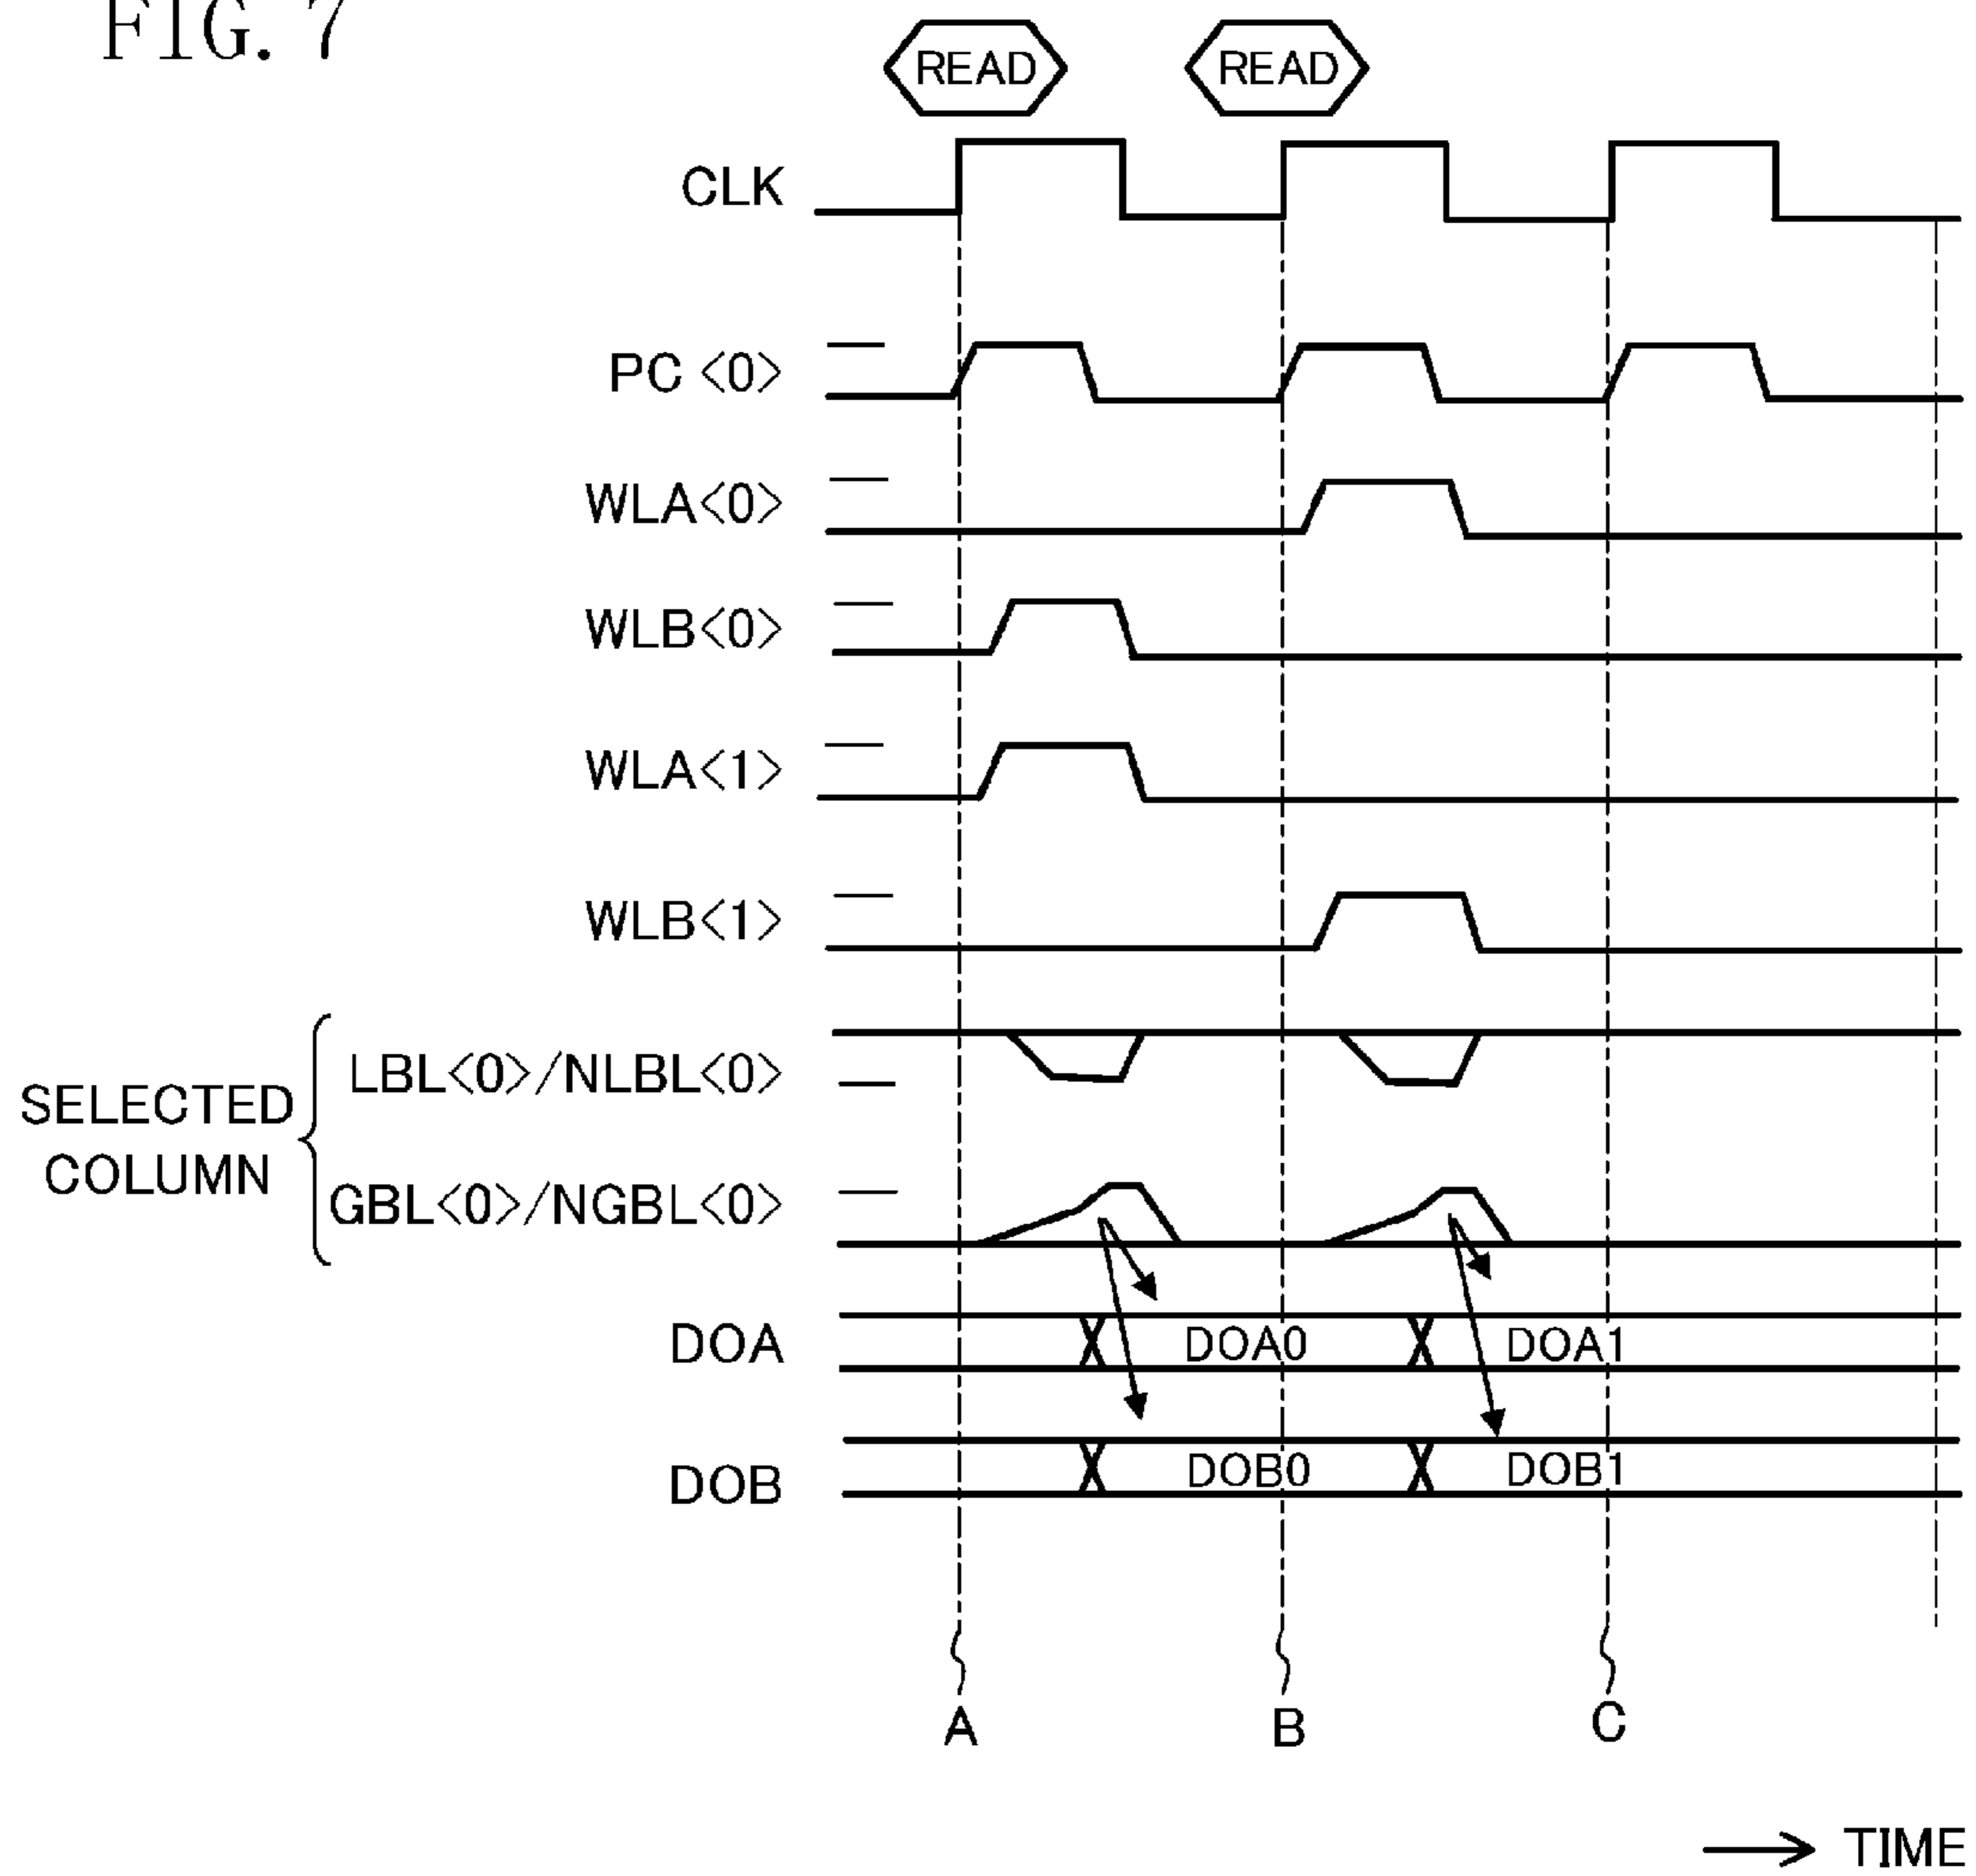 FIG. 7
READ READ
CLK
PC <0>
WLA<0>
WLB<0>
WLA<1>
WLB<1>
SELECTED
COLUMN
LBL<0>/NLBL<0>
GBL<0>/NGBL<0>
DOA DOA0 DOA1
DOB DOB0 DOB1
A B C
TIME